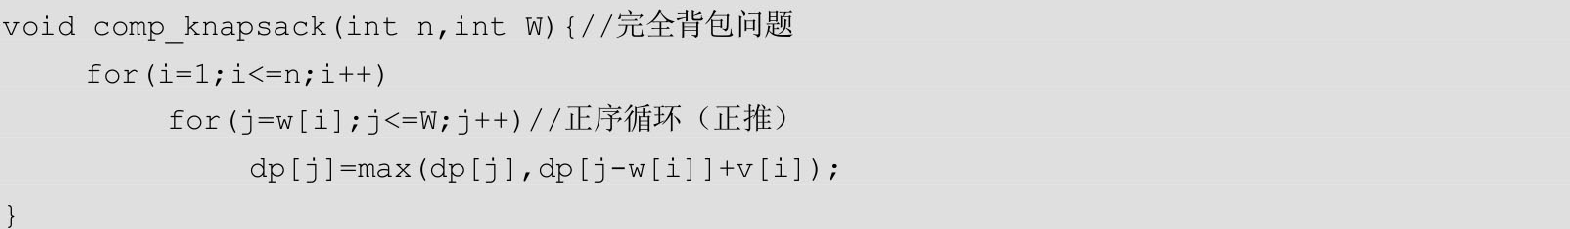 void comp_knapsack(int n,int W){//完全背包问题
for(i=1;i<=n;i++)
for(j=w[i];j<=W;j++)//正序循环（正推）
dp[j]=max(dp[j],dp[j-w[i]]+v[i]);
}